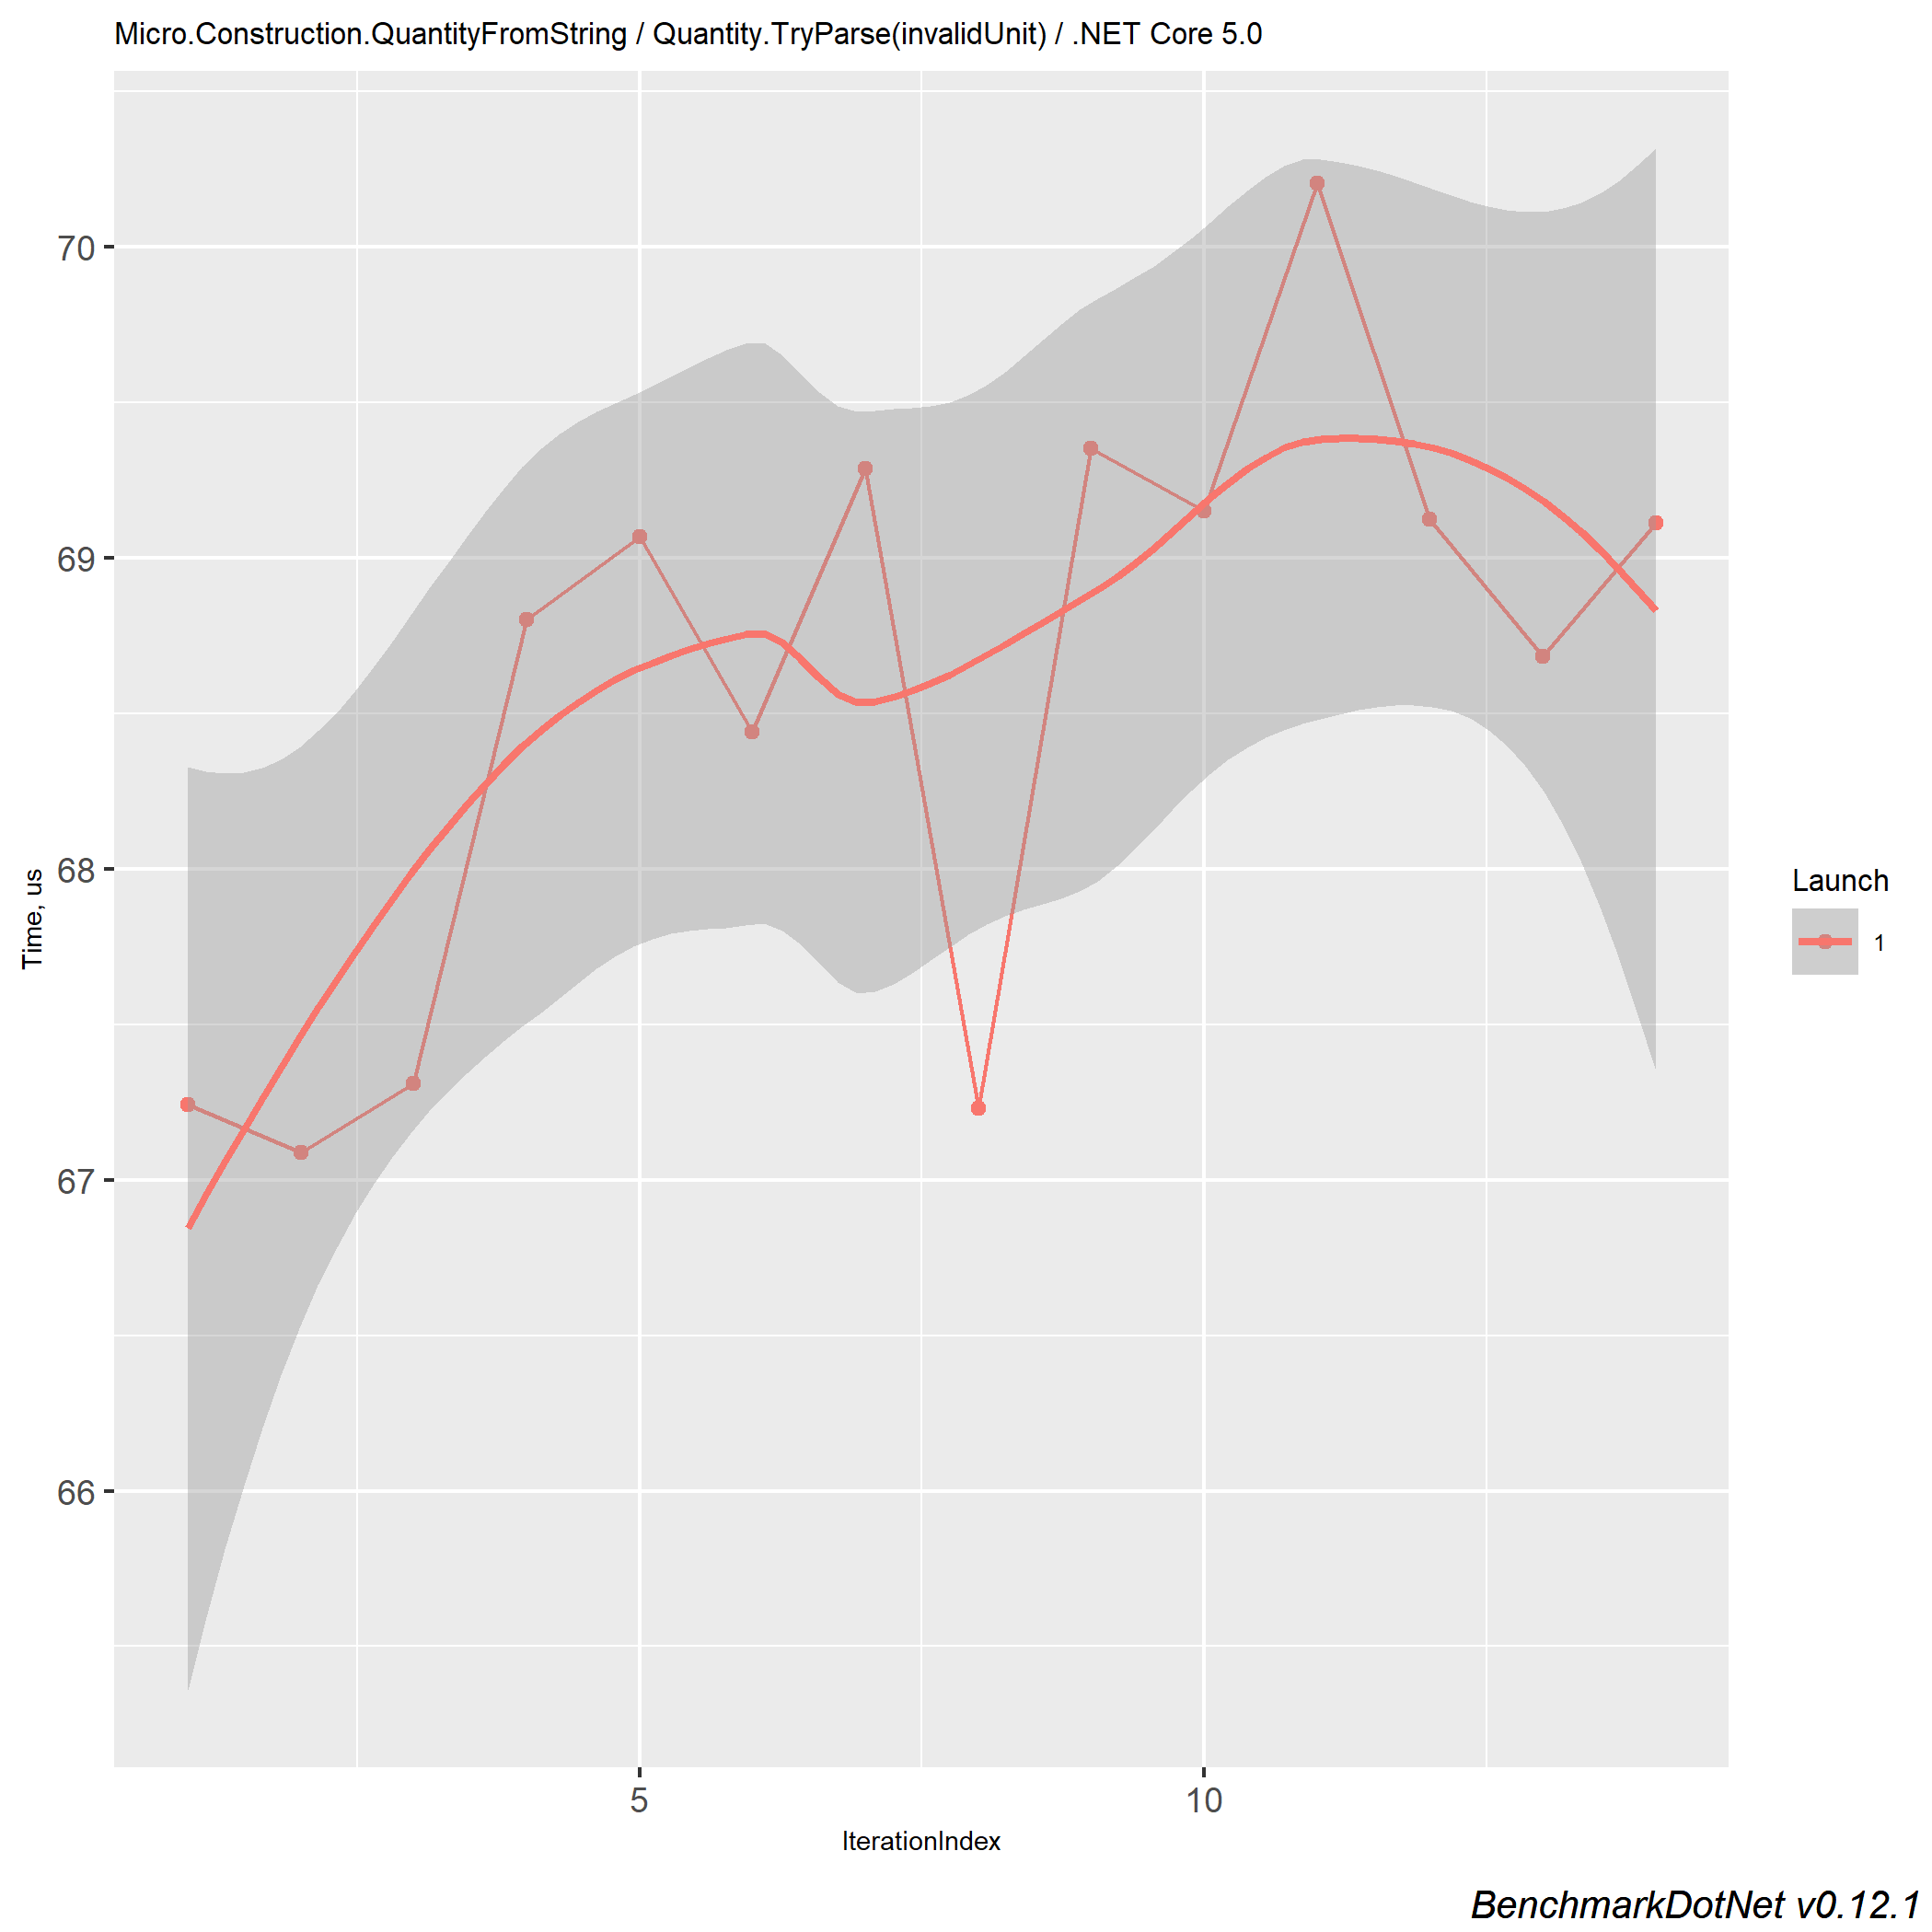 Micro.Construction.QuantityFromString / Quantity.TryParse(invalidUnit) / .NET Core 5.0
70
69
68
67
66
Time, us
5
10
IterationIndex
Launch
1
BenchmarkDotNet v0.12.1